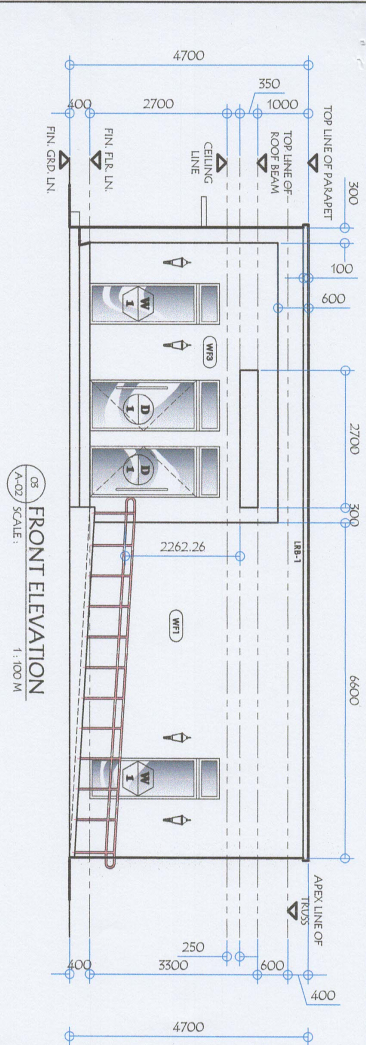 300
2700
300
6600
100
600
TOP LINE OF PARAPET
TOP LINE OF
ROOF BEAM
CEILING
LINE
FIN. FLR. LN.
FIN. GRD. LN.
4700
1000
350
2700
400
LRB-1
WF3
W
1
D
1
D
1
2262.26
WF1
W
1
APEX LINE OF
TRUSS
400
600
250
3300
400
4700
05
A-02
FRONT ELEVATION
SCALE :
1 : 100 M